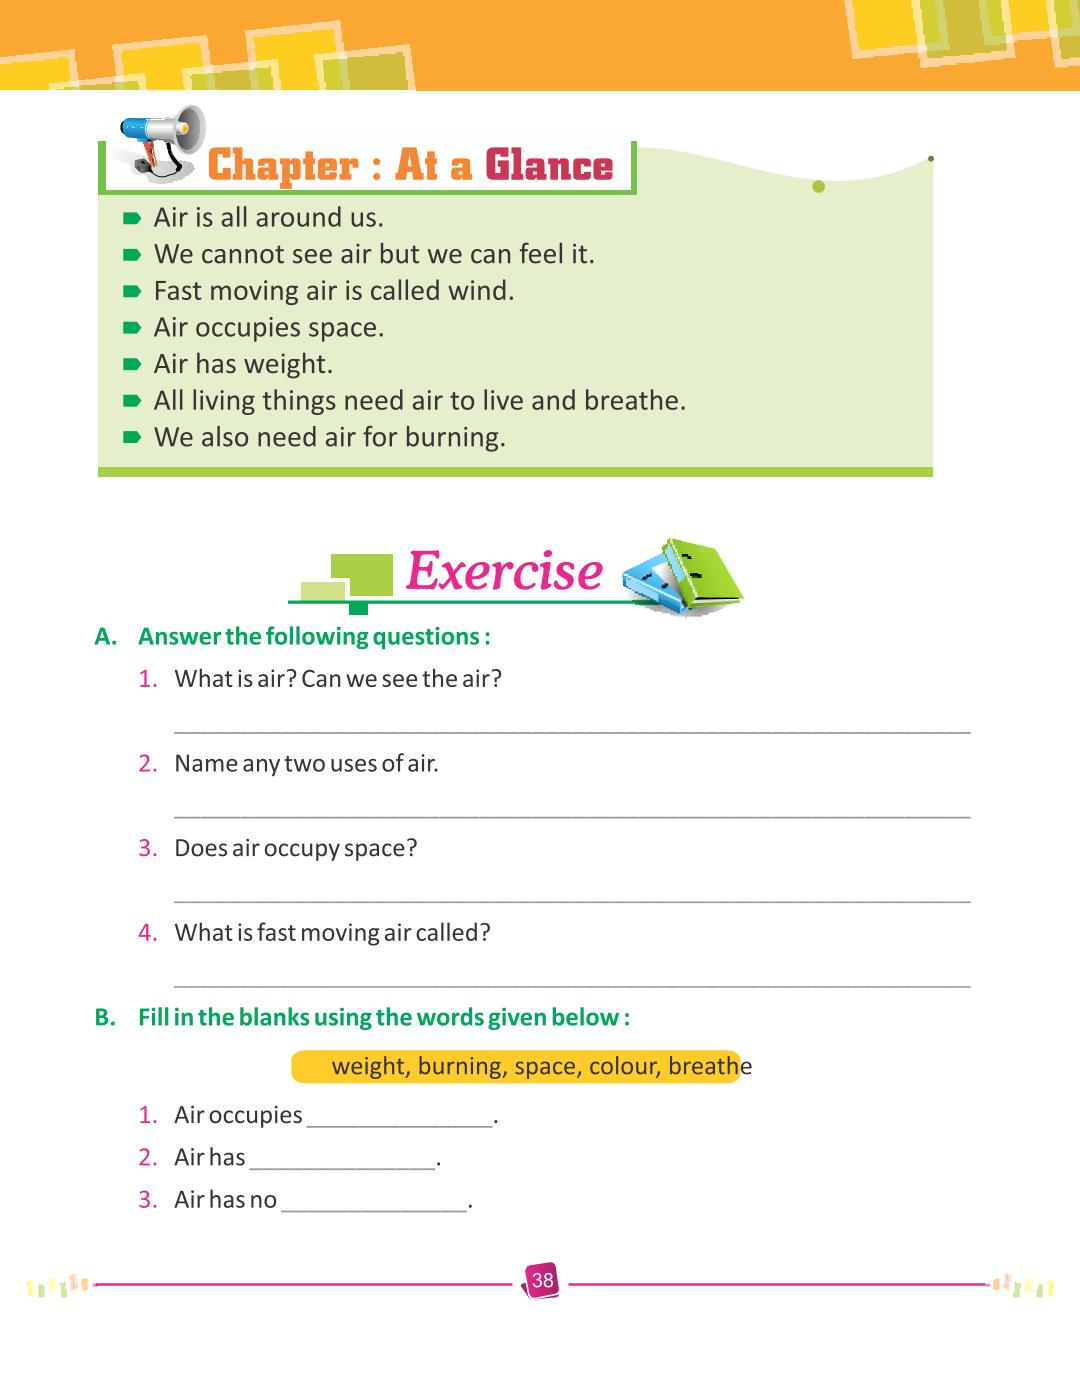 Chapter : At a Glance
Air is all around us.
We cannot see air but we can feel it.
Fast moving air is called wind.
Air occupies space.
Air has weight.
All living things need air to live and breathe.
We also need air for burning.
Exercise
A. Answer the following questions :
1. What is air? Can we see the air?
2. Name any two uses of air.
3. Does air occupy space?
4. What is fast moving air called?
B. Fill in the blanks using the words given below :
weight, burning, space, colour, breathe
1. Air occupies ______________.
2. Air has ______________.
3. Air has no ______________.
38